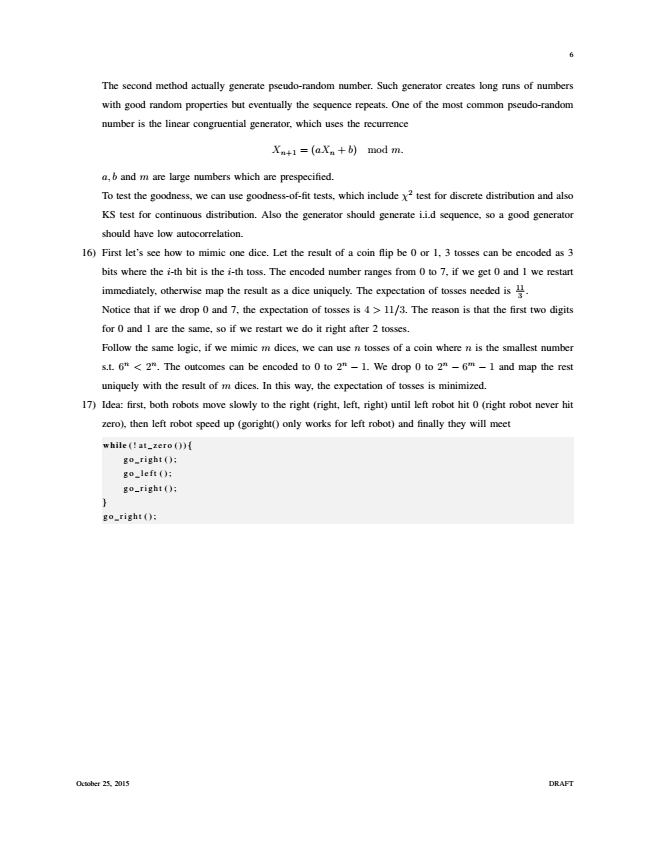 6
The second method actually generate pseudo-random number. Such generator creates long runs of numbers
with good random properties but eventually the sequence repeats. One of the most common pseudo-random
number is the linear congruential generator, which uses the recurrence
Xₙ₊₁ = (aXₙ + b) mod m.
a, b and m are large numbers which are prespecified.
To test the goodness, we can use goodness-of-fit tests, which include χ² test for discrete distribution and also
KS test for continuous distribution. Also the generator should generate i.i.d sequence, so a good generator
should have low autocorrelation.
16) First let's see how to mimic one dice. Let the result of a coin flip be 0 or 1, 3 tosses can be encoded as 3
bits where the i-th bit is the i-th toss. The encoded number ranges from 0 to 7, if we get 0 and 1 we restart
immediately, otherwise map the result as a dice uniquely. The expectation of tosses needed is 11/3.
Notice that if we drop 0 and 7, the expectation of tosses is 4 > 11/3. The reason is that the first two digits
for 0 and 1 are the same, so if we restart we do it right after 2 tosses.
Follow the same logic, if we mimic m dices, we can use n tosses of a coin where n is the smallest number
s.t. 6ⁿ < 2ⁿ. The outcomes can be encoded to 0 to 2ⁿ − 1. We drop 0 to 2ⁿ − 6ᵐ − 1 and map the rest
uniquely with the result of m dices. In this way, the expectation of tosses is minimized.
17) Idea: first, both robots move slowly to the right (right, left, right) until left robot hit 0 (right robot never hit
zero), then left robot speed up (goright() only works for left robot) and finally they will meet
while(!at_zero()){
go_right();
go_left();
go_right();
}
go_right();
October 25, 2015
DRAFT